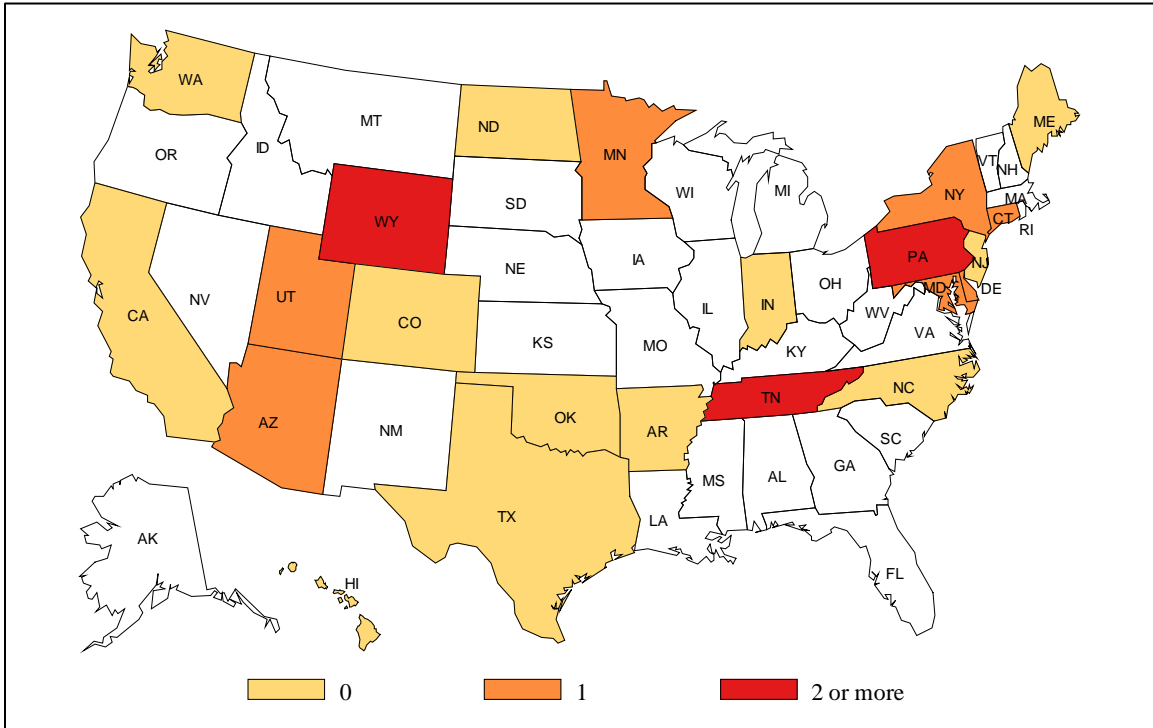 WA
MT
ND
ME
OR
ID
MN
VT
NH
WI
MI
NY
MA
SD
WY
CT
RI
PA
NJ
NE
IA
OH
MD
DE
UT
NV
IN
IL
WV
CA
CO
VA
KS
MO
KY
NC
TN
AZ
NM
OK
AR
SC
GA
MS
AL
TX
LA
AK
FL
HI
0
1
2 or more